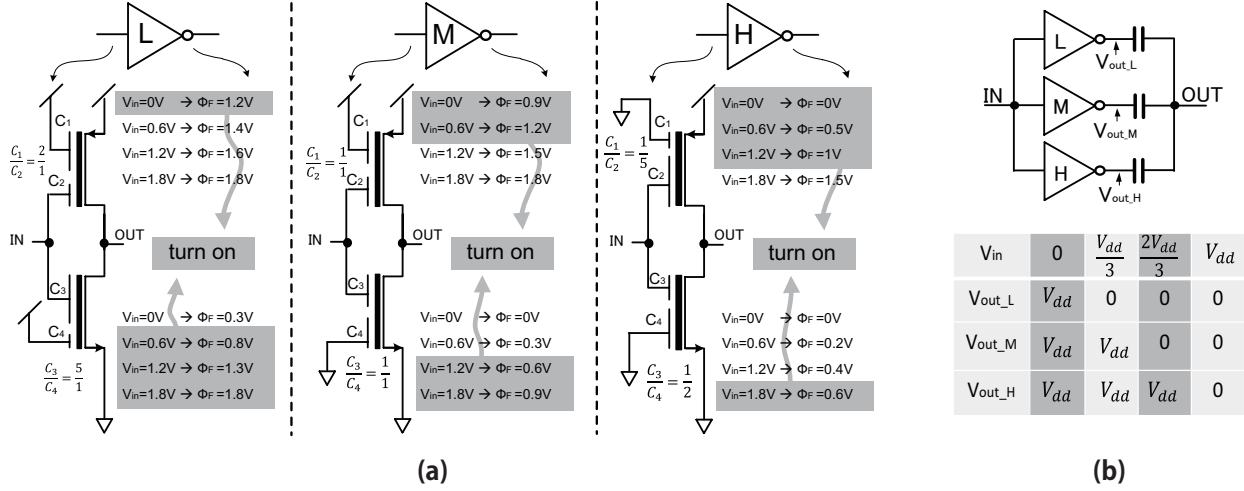 L
C₁
C₁/C₂ = 2/1
C₂
IN
OUT
C₃
C₄
C₃/C₄ = 5/1
Vin=0V → ΦF =1.2V
Vin=0.6V → ΦF =1.4V
Vin=1.2V → ΦF =1.6V
Vin=1.8V → ΦF =1.8V
turn on
Vin=0V → ΦF =0.3V
Vin=0.6V → ΦF =0.8V
Vin=1.2V → ΦF =1.3V
Vin=1.8V → ΦF =1.8V
M
C₁
C₁/C₂ = 1/1
C₂
IN
OUT
C₃
C₄
C₃/C₄ = 1/1
Vin=0V → ΦF =0.9V
Vin=0.6V → ΦF =1.2V
Vin=1.2V → ΦF =1.5V
Vin=1.8V → ΦF =1.8V
turn on
Vin=0V → ΦF =0V
Vin=0.6V → ΦF =0.3V
Vin=1.2V → ΦF =0.6V
Vin=1.8V → ΦF =0.9V
H
C₁
C₁/C₂ = 1/5
C₂
IN
OUT
C₃
C₄
C₃/C₄ = 1/2
Vin=0V → ΦF =0V
Vin=0.6V → ΦF =0.5V
Vin=1.2V → ΦF =1V
Vin=1.8V → ΦF =1.5V
turn on
Vin=0V → ΦF =0V
Vin=0.6V → ΦF =0.2V
Vin=1.2V → ΦF =0.4V
Vin=1.8V → ΦF =0.6V
(a)
L
Vout_L
IN
M
OUT
Vout_M
H
Vout_H
Vin 0 Vdd/3 2Vdd/3 Vdd
Vout_L Vdd 0 0 0
Vout_M Vdd Vdd 0 0
Vout_H Vdd Vdd Vdd 0
(b)